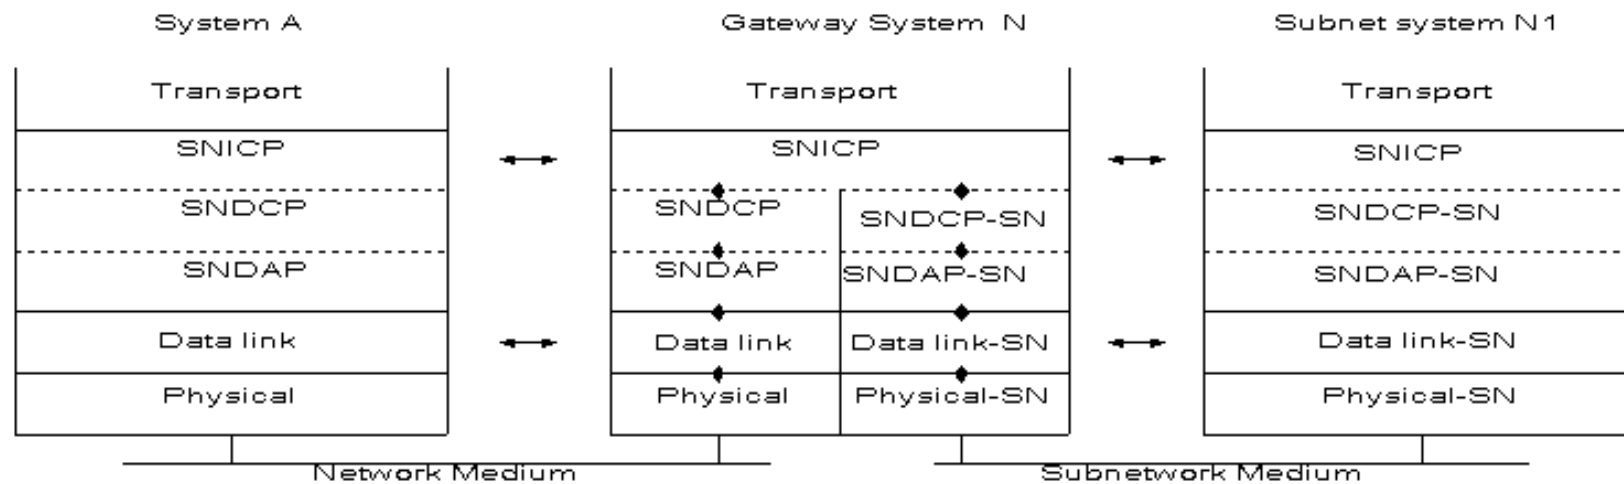 System A
Gateway System N
Subnet system N1
Transport
Transport
Transport
SNICP
SNICP
SNICP
SNDCP
SNDCP
SNDCP-SN
SNDCP-SN
SNDAP
SNDAP
SNDAP-SN
SNDAP-SN
Data link
Data link
Data link-SN
Data link-SN
Physical
Physical
Physical-SN
Physical-SN
Network Medium
Subnetwork Medium